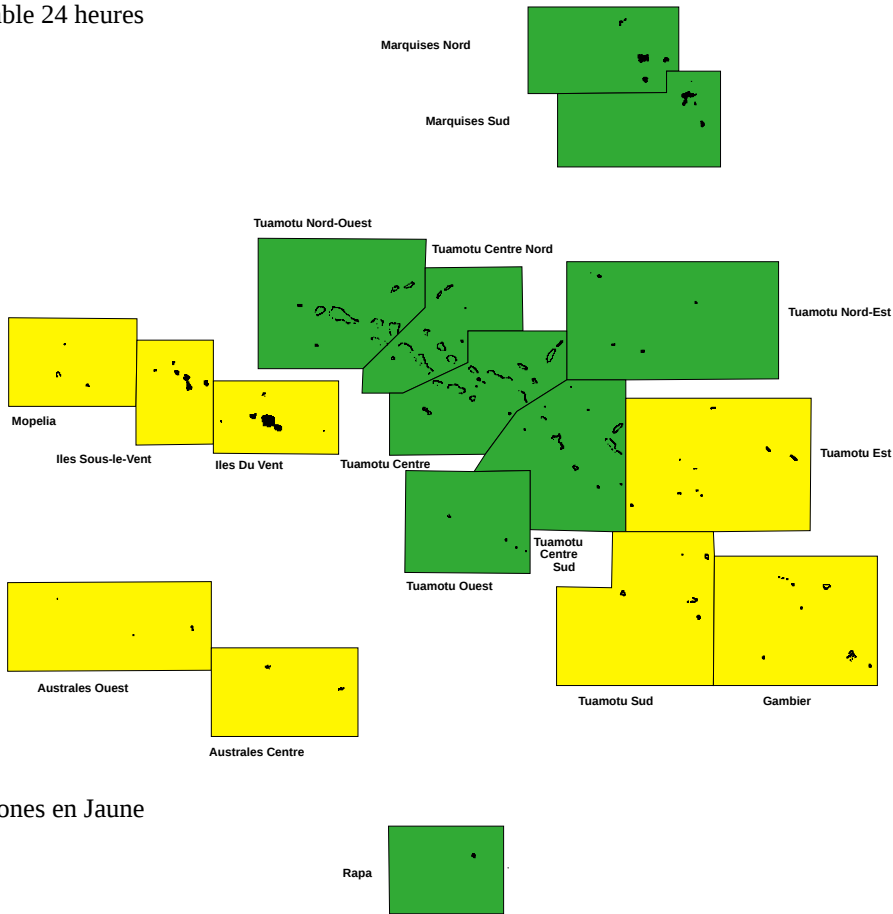 ble 24 heures
Marquises Nord
Marquises Sud
Tuamotu Nord-Ouest
Tuamotu Centre Nord
Tuamotu Nord-Est
Mopelia
Iles Sous-le-Vent
Iles Du Vent
Tuamotu Centre
Tuamotu Est
Tuamotu
Centre
Sud
Tuamotu Ouest
Australes Ouest
Tuamotu Sud
Gambier
Australes Centre
ones en Jaune
Rapa